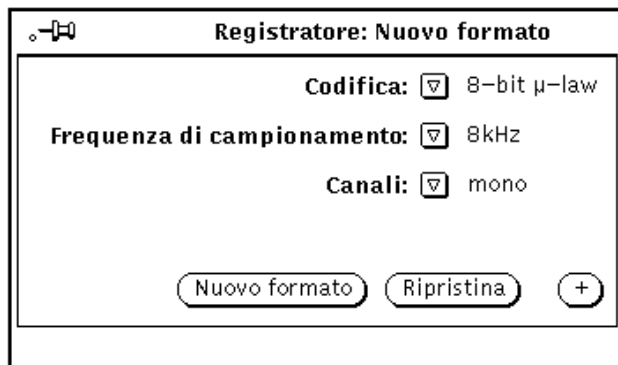 Registratore: Nuovo formato
Codifica: 8-bit µ-law
Frequenza di campionamento: 8kHz
Canali: mono
Nuovo formato Ripristina +